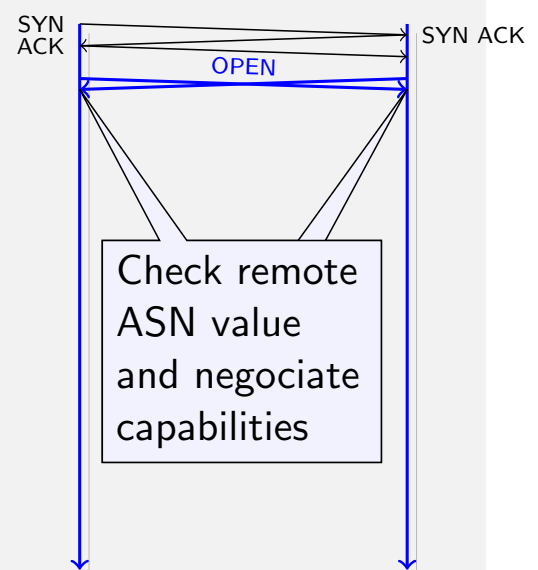 SYN
SYN ACK
ACK
OPEN
Check remote
ASN value
and negociate
capabilities